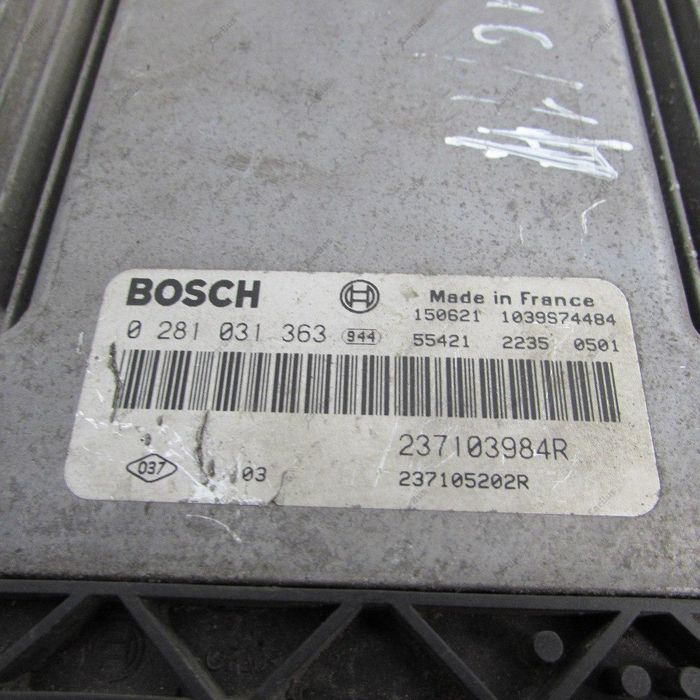 BOSCH
Made in France
150621 1039S74484
0 281 031 363 944 55421 2235 0501
237103984R
037 03 237105202R